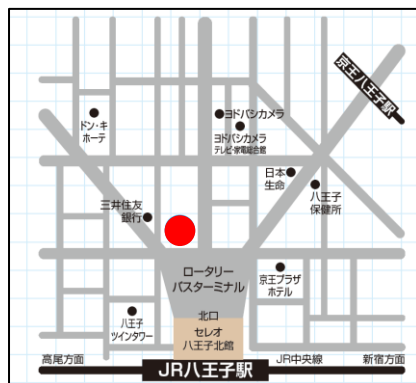 京王八王子駅
ドン・キ
ホーテ
ヨドバシカメラ
ヨドバシカメラ
テレビ・家電総合館
日本
生命
八王子
保健所
三井住友
銀行
ロータリー
バスターミナル
京王プラザ
ホテル
八王子
ツインタワー
北口
セレオ
八王子北館
高尾方面
JR中央線
新宿方面
JR八王子駅